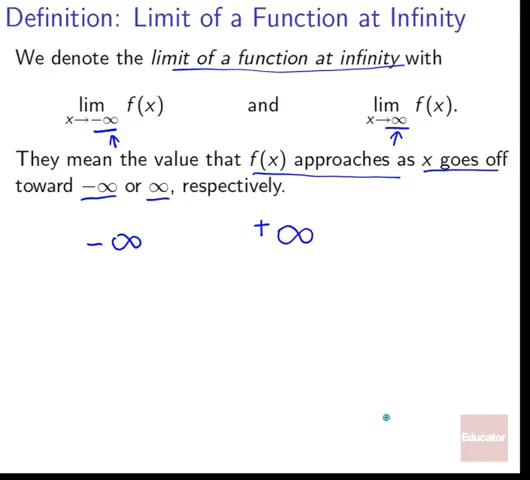 Definition: Limit of a Function at Infinity
We denote the limit of a function at infinity with
lim x→−∞ f(x) and lim x→∞ f(x).
They mean the value that f(x) approaches as x goes off
toward −∞ or ∞, respectively.
− ∞ + ∞
Educator